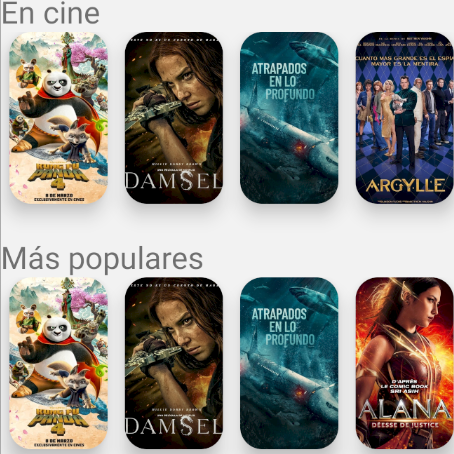 En cine
KUNG FU
PANDA
4
8 DE MARZO
EXCLUSIVAMENTE EN CINES
DAMSEL
ATRAPADOS
EN LO
PROFUNDO
CUANTO MÁS GRANDE ES EL ESPÍA
MAYOR ES LA MENTIRA
ARGYLLE
Más populares
KUNG FU
PANDA
4
8 DE MARZO
EXCLUSIVAMENTE EN CINES
DAMSEL
ATRAPADOS
EN LO
PROFUNDO
D'APRÈS
LE COMIC BOOK
SRI ASIH
ALANA
DÉESSE DE JUSTICE